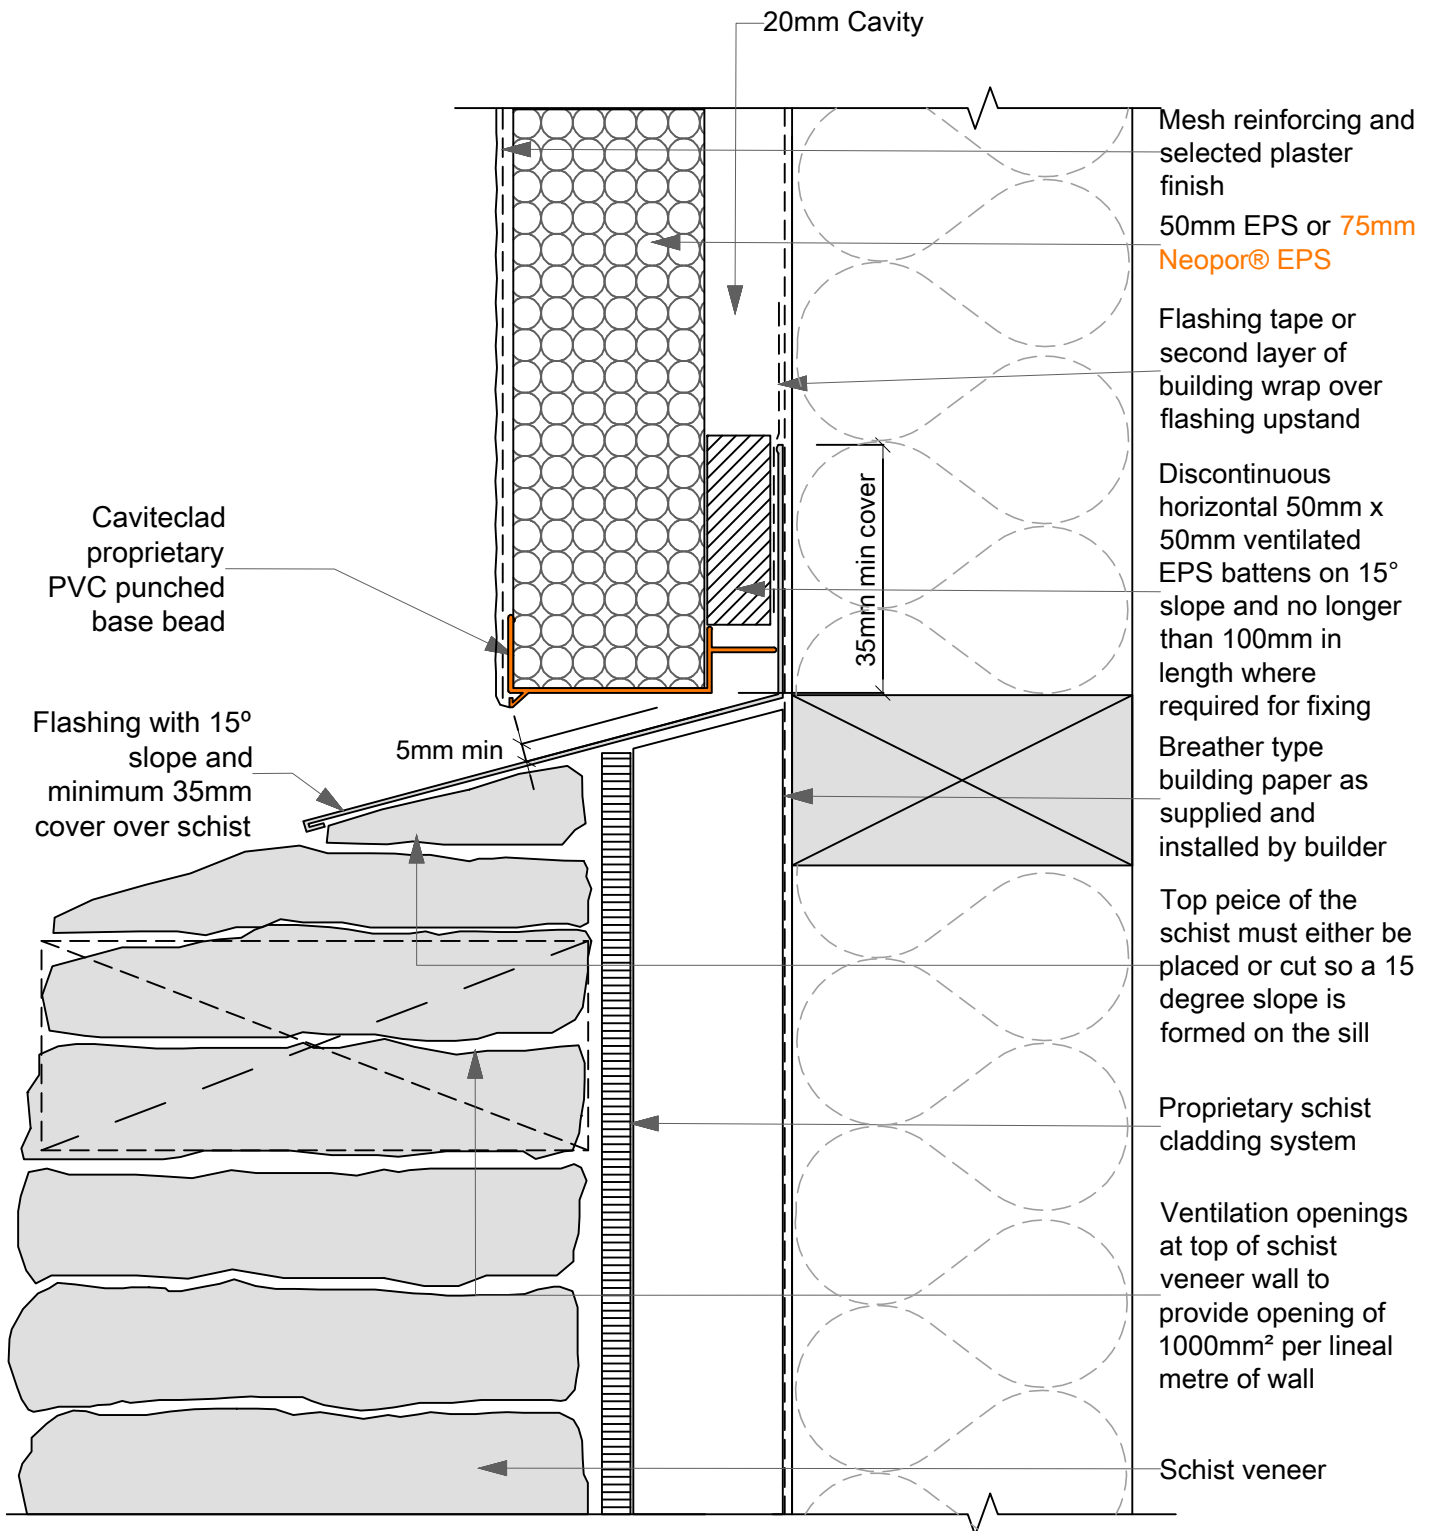 20mm Cavity
Mesh reinforcing and
selected plaster
finish
50mm EPS or 75mm
Neopor® EPS
Flashing tape or
second layer of
building wrap over
flashing upstand
Discontinuous
horizontal 50mm x
50mm ventilated
EPS battens on 15°
slope and no longer
than 100mm in
length where
required for fixing
35mm min cover
Caviteclad
proprietary
PVC punched
base bead
Flashing with 15º
slope and
minimum 35mm
cover over schist
5mm min
Breather type
building paper as
supplied and
installed by builder
Top peice of the
schist must either be
placed or cut so a 15
degree slope is
formed on the sill
Proprietary schist
cladding system
Ventilation openings
at top of schist
veneer wall to
provide opening of
1000mm² per lineal
metre of wall
Schist veneer